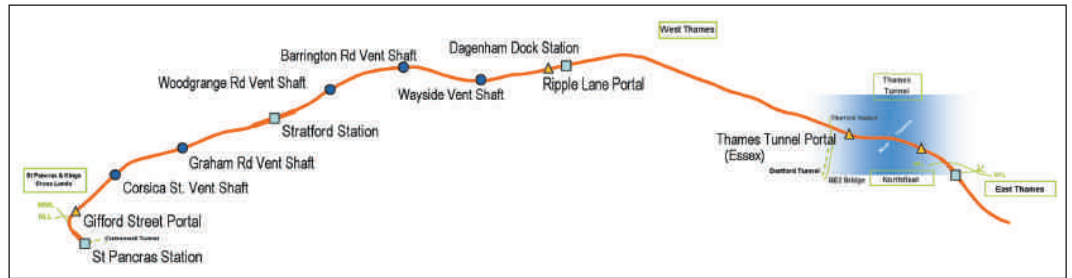 West Thames
Barrington Rd Vent Shaft
Dagenham Dock Station
Woodgrange Rd Vent Shaft
Wayside Vent Shaft
Ripple Lane Portal
Thames
Tunnel
Stratford Station
Thames Tunnel Portal
(Essex)
Graham Rd Vent Shaft
Dartford Tunnel
QE2 Bridge
Northfleet
St Pancras & Kings
Cross Lands
Corsica St. Vent Shaft
East Thames
MML
NLL
Gifford Street Portal
St Pancras Station